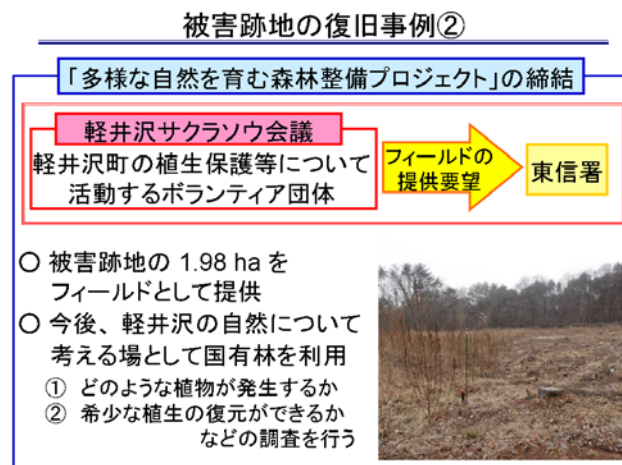 被害跡地の復旧事例②
「多様な自然を育む森林整備プロジェクト」の締結
軽井沢サクラソウ会議
軽井沢町の植生保護等について
活動するボランティア団体
フィールドの
提供要望
東信署
○ 被害跡地の 1.98 ha を
フィールドとして提供
○ 今後、軽井沢の自然について
考える場として国有林を利用
① どのような植物が発生するか
② 希少な植生の復元ができるか
などの調査を行う